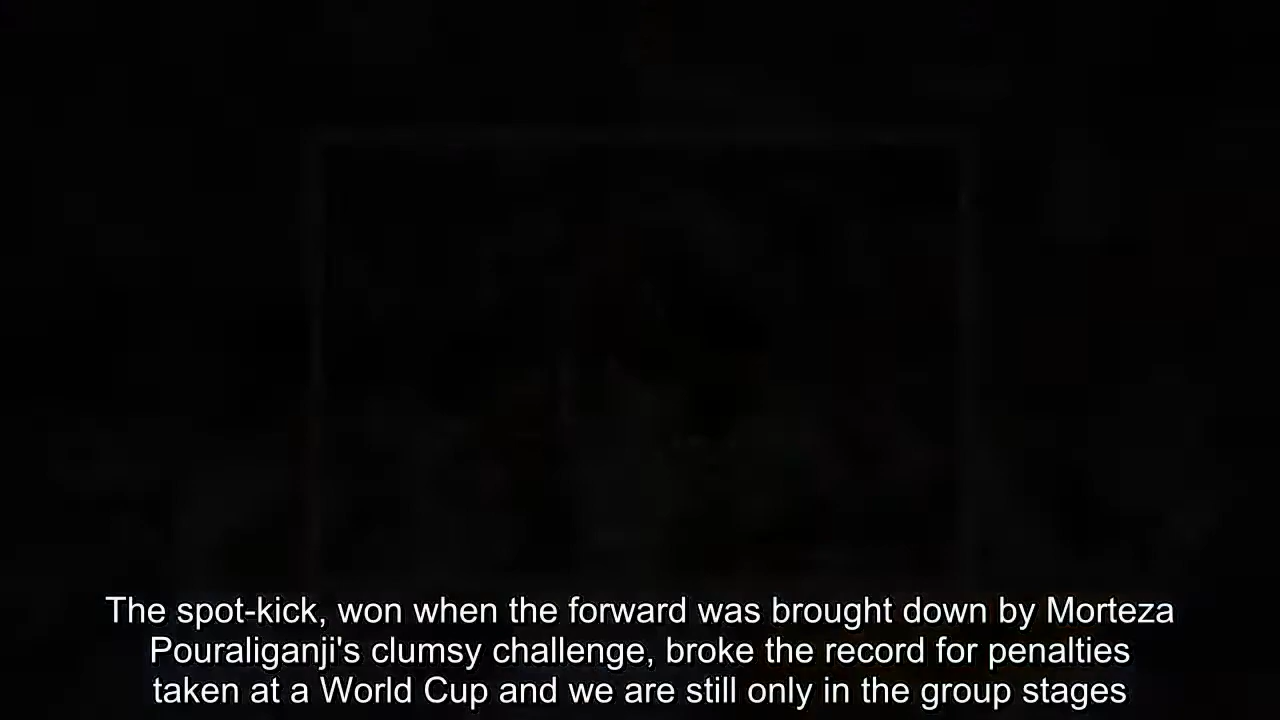 The spot-kick, won when the forward was brought down by Morteza
Pouraliganji's clumsy challenge, broke the record for penalties
taken at a World Cup and we are still only in the group stages